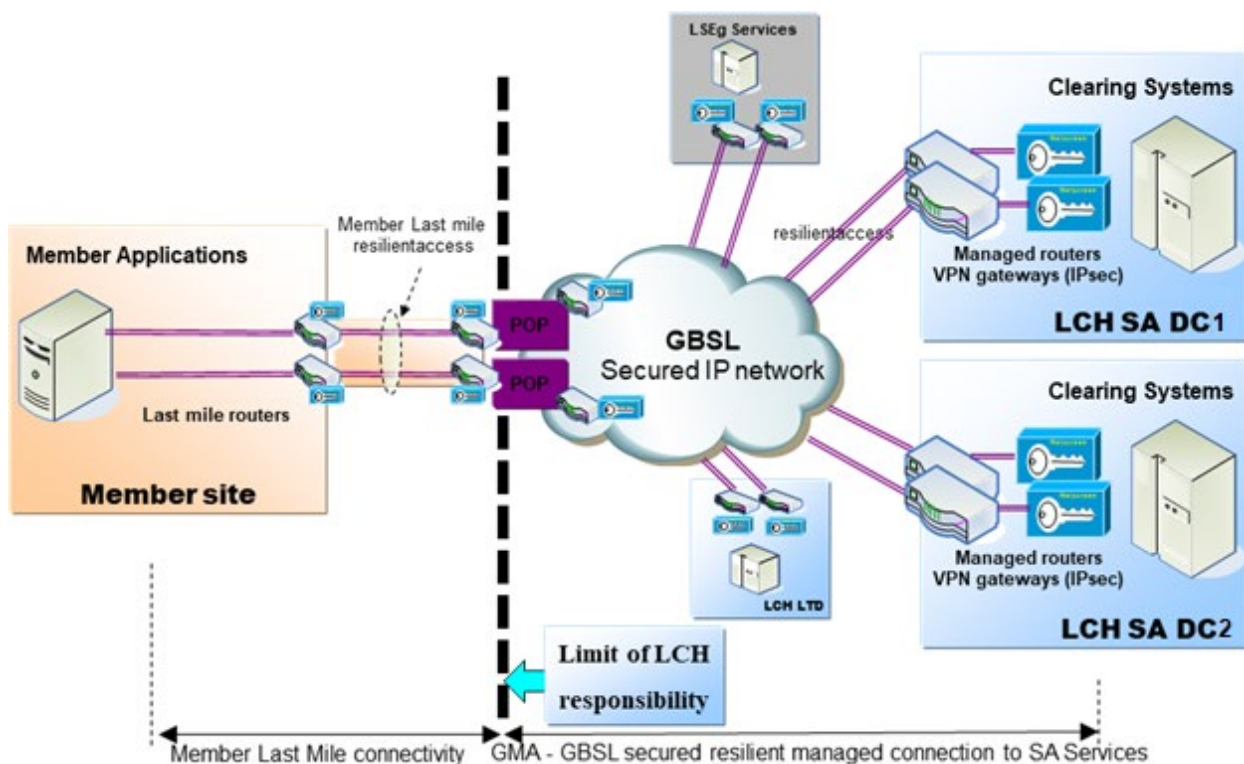 LSEg Services
Clearing Systems
Managed routers
VPN gateways (IPsec)
LCH SA DC1
Member Last mile
resilientaccess
resilientaccess
Member Applications
Last mile routers
Member site
POP
POP
GBSL
Secured IP network
Clearing Systems
Managed routers
VPN gateways (IPsec)
LCH SA DC2
LCH LTD
Limit of LCH
responsibility
Member Last Mile connectivity
GMA - GBSL secured resilient managed connection to SA Services